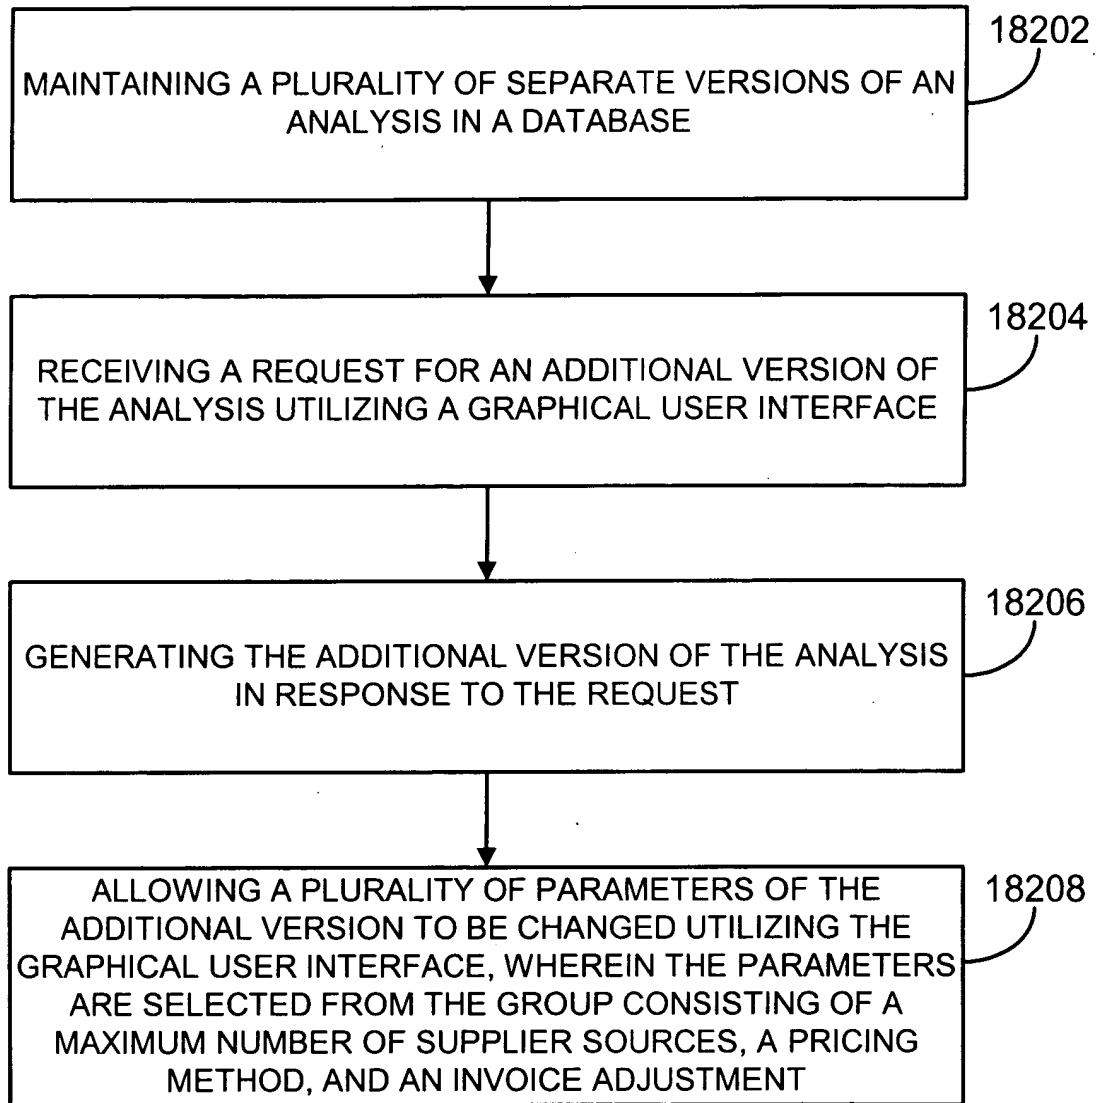 18202
MAINTAINING A PLURALITY OF SEPARATE VERSIONS OF AN
ANALYSIS IN A DATABASE
18204
RECEIVING A REQUEST FOR AN ADDITIONAL VERSION OF
THE ANALYSIS UTILIZING A GRAPHICAL USER INTERFACE
18206
GENERATING THE ADDITIONAL VERSION OF THE ANALYSIS
IN RESPONSE TO THE REQUEST
18208
ALLOWING A PLURALITY OF PARAMETERS OF THE
ADDITIONAL VERSION TO BE CHANGED UTILIZING THE
GRAPHICAL USER INTERFACE, WHEREIN THE PARAMETERS
ARE SELECTED FROM THE GROUP CONSISTING OF A
MAXIMUM NUMBER OF SUPPLIER SOURCES, A PRICING
METHOD, AND AN INVOICE ADJUSTMENT